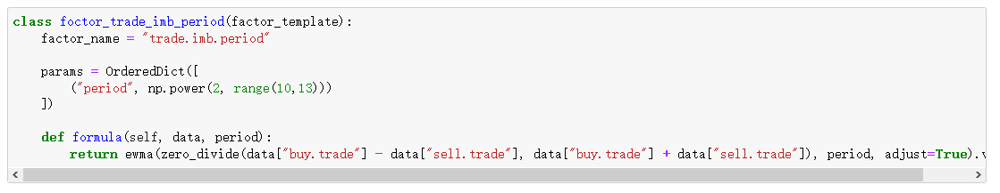 class foctor_trade_imb_period(factor_template):
    factor_name = "trade.imb.period"
    params = OrderedDict([
        ("period", np.power(2, range(10,13)))
    ])
    def formula(self, data, period):
        return ewma(zero_divide(data["buy.trade"] - data["sell.trade"], data["buy.trade"] + data["sell.trade"]), period, adjust=True).